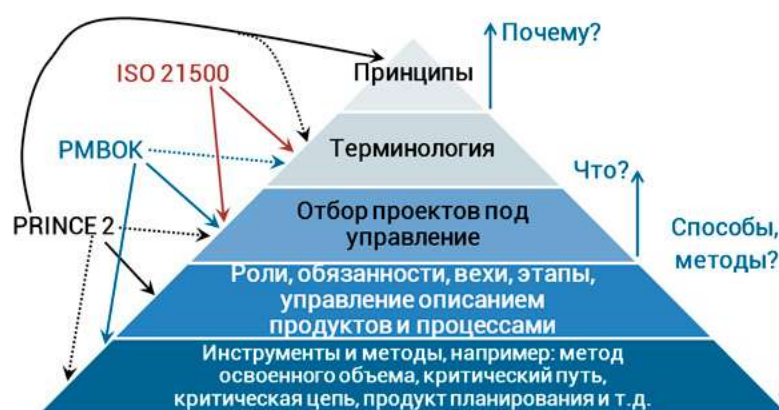 Почему?
Принципы
ISO 21500
Терминология
PMBOK
Что?
Отбор проектов под
управление
PRINCE 2
Способы,
методы?
Роли, обязанности, вехи, этапы,
управление описанием
продуктов и процессами
Инструменты и методы, например: метод
освоенного объема, критический путь,
критическая цепь, продукт планирования и т.д.